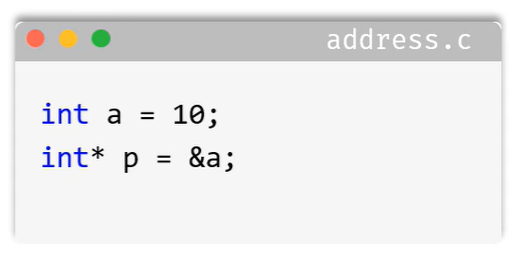 address.c
int a = 10;
int* p = &a;